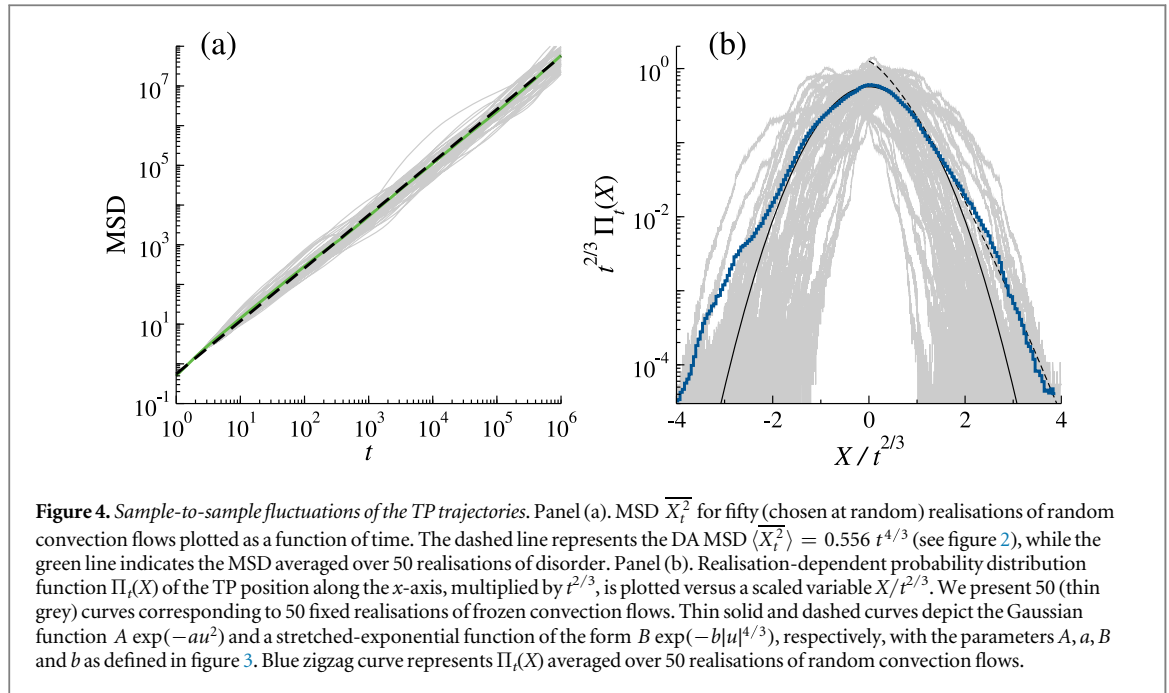 (a)
MSD
10^7
10^5
10^3
10^1
10^-1
10^0 10^1 10^2 10^3 10^4 10^5 10^6
t
(b)
t^{2/3} Π_t(X)
10^0
10^-2
10^-4
-4 -2 0 2 4
X / t^{2/3}
Figure 4. Sample-to-sample fluctuations of the TP trajectories. Panel (a). MSD \overline{X_t^2} for fifty (chosen at random) realisations of random
convection flows plotted as a function of time. The dashed line represents the DA MSD ⟨\overline{X_t^2}⟩ = 0.556 t^{4/3} (see figure 2), while the
green line indicates the MSD averaged over 50 realisations of disorder. Panel (b). Realisation-dependent probability distribution
function Π_t(X) of the TP position along the x-axis, multiplied by t^{2/3}, is plotted versus a scaled variable X/t^{2/3}. We present 50 (thin
grey) curves corresponding to 50 fixed realisations of frozen convection flows. Thin solid and dashed curves depict the Gaussian
function A exp(−au^2) and a stretched-exponential function of the form B exp(−b|u|^{4/3}), respectively, with the parameters A, a, B
and b as defined in figure 3. Blue zigzag curve represents Π_t(X) averaged over 50 realisations of random convection flows.